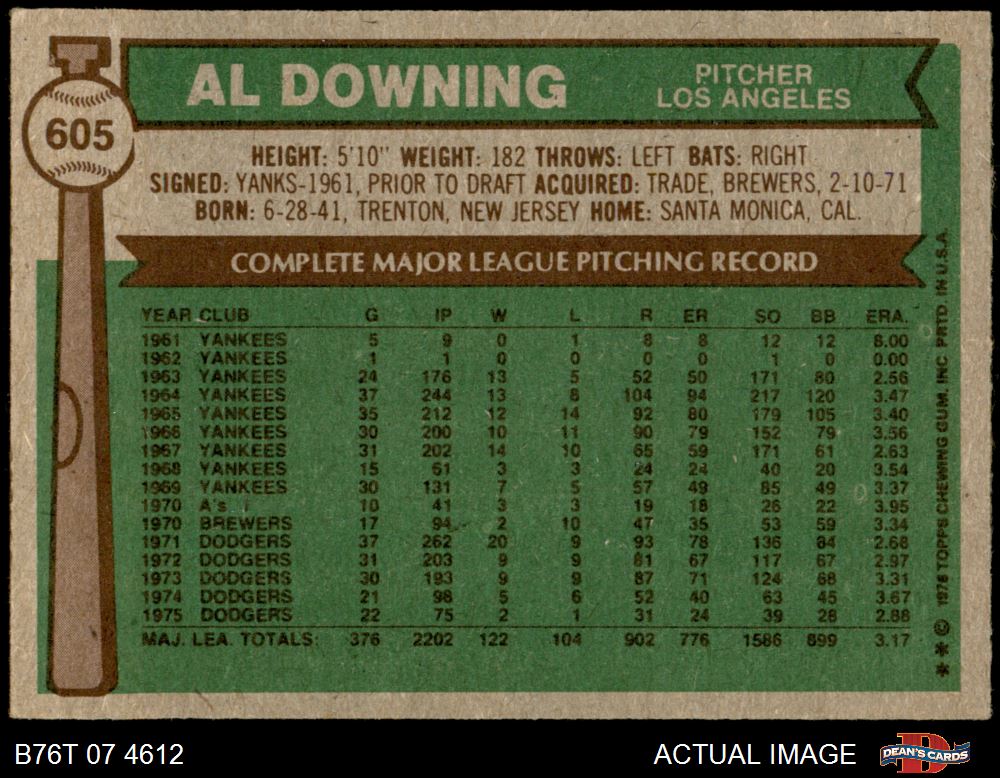 605
AL DOWNING
PITCHER
LOS ANGELES
HEIGHT: 5'10" WEIGHT: 182 THROWS: LEFT BATS: RIGHT
SIGNED: YANKS-1961, PRIOR TO DRAFT ACQUIRED: TRADE, BREWERS, 2-10-71
BORN: 6-28-41, TRENTON, NEW JERSEY HOME: SANTA MONICA, CAL.
COMPLETE MAJOR LEAGUE PITCHING RECORD
YEAR CLUB G IP W L R ER SO BB ERA.
1961 YANKEES 5 9 0 1 8 8 12 12 8.00
1962 YANKEES 1 1 0 0 0 0 1 0 0.00
1963 YANKEES 24 176 13 5 52 50 171 80 2.56
1964 YANKEES 37 244 13 8 104 94 217 120 3.47
1965 YANKEES 35 212 12 14 92 80 179 105 3.40
1966 YANKEES 30 200 10 11 90 79 152 79 3.56
1967 YANKEES 31 202 14 10 65 59 171 61 2.63
1968 YANKEES 15 61 3 3 24 24 40 20 3.54
1969 YANKEES 30 131 7 5 57 49 85 49 3.37
1970 A's 10 41 3 3 19 18 26 22 3.95
1970 BREWERS 17 94 2 10 47 35 53 59 3.34
1971 DODGERS 37 262 20 9 93 78 136 84 2.68
1972 DODGERS 31 203 9 9 81 67 117 67 2.97
1973 DODGERS 30 193 9 9 87 71 124 68 3.31
1974 DODGERS 21 98 5 6 52 40 63 45 3.67
1975 DODGERS 22 75 2 1 31 24 39 28 2.88
MAJ. LEA. TOTALS: 376 2202 122 104 902 776 1586 899 3.17
** © 1976 TOPPS CHEWING GUM, INC. PRTD. IN U.S.A.
B76T 07 4612
ACTUAL IMAGE
DEAN'S CARDS